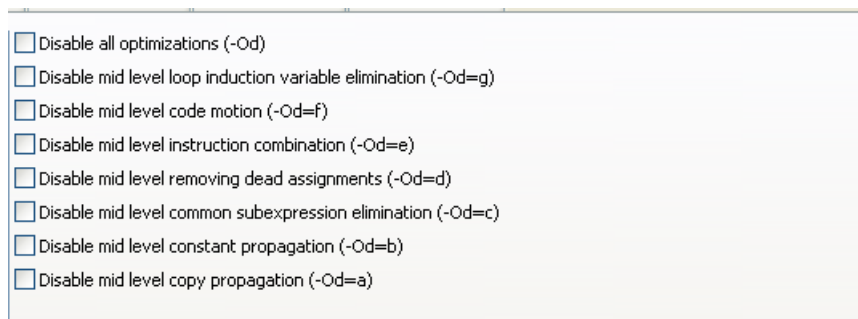 Disable all optimizations (-Od)
Disable mid level loop induction variable elimination (-Od=g)
Disable mid level code motion (-Od=f)
Disable mid level instruction combination (-Od=e)
Disable mid level removing dead assignments (-Od=d)
Disable mid level common subexpression elimination (-Od=c)
Disable mid level constant propagation (-Od=b)
Disable mid level copy propagation (-Od=a)